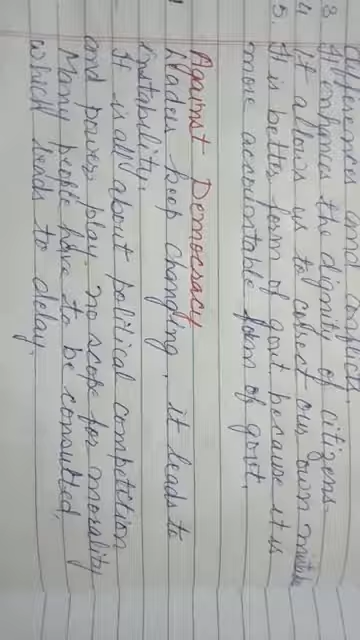 differences and conflict.
3 It enhances the dignity of citizens
4 It allows us to correct our own
5. It is better form of govt because it is
more accountable form of govt.
Against Democracy
leaders keep changing, it leads to
instability.
It is all about political competition
and power play no scope for morality
Many people have to be consulted,
which leads to delay.